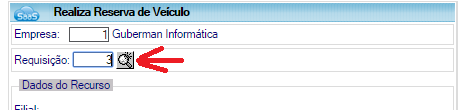 SaaS Realiza Reserva de Veículo
Empresa: 1 Guberman Informática
Requisição: 3
Dados do Recurso
Filial: